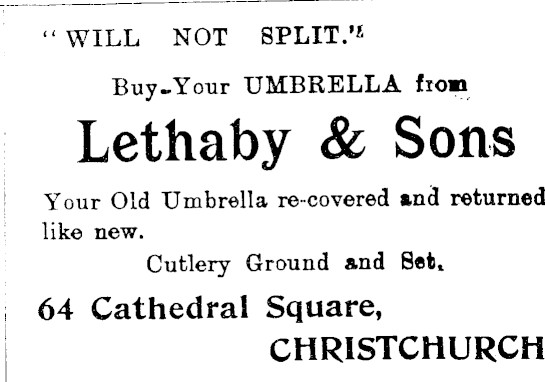 "WILL NOT SPLIT."
Buy-Your UMBRELLA from
Lethaby & Sons
Your Old Umbrella re-covered and returned
like new.
Cutlery Ground and Set.
64 Cathedral Square,
CHRISTCHURCH